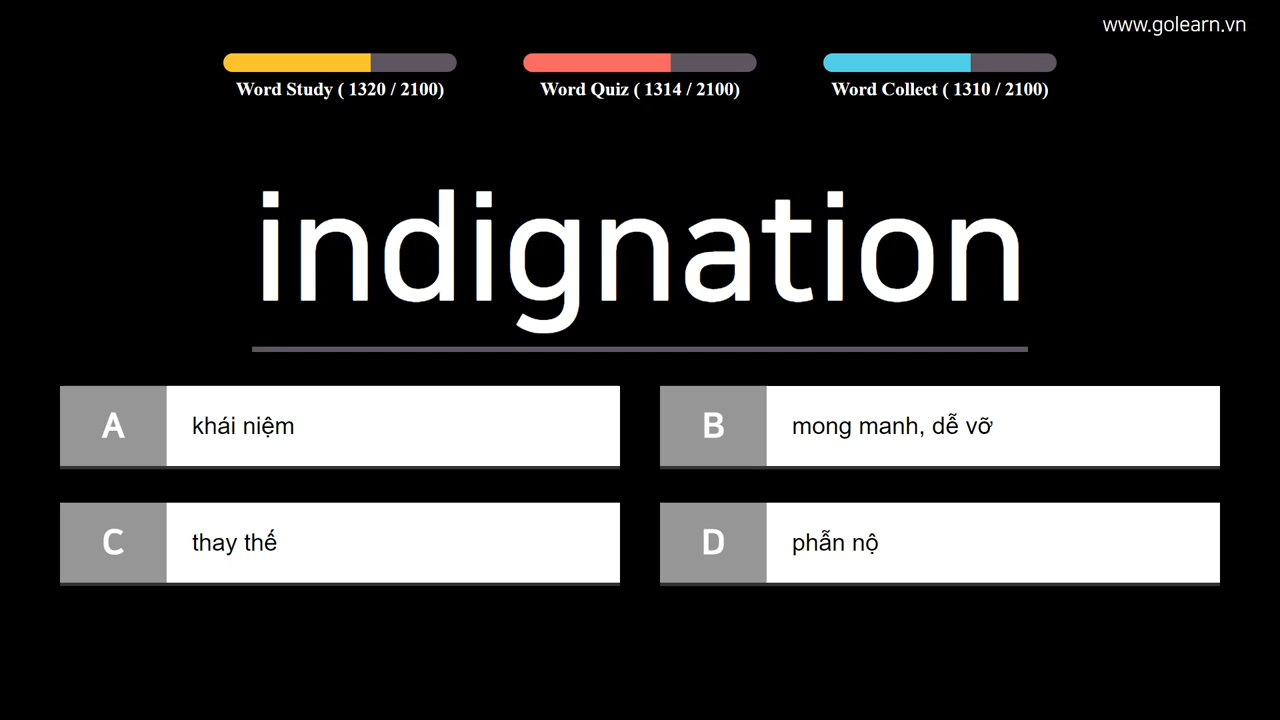 www.golearn.vn
Word Study ( 1320 / 2100)
Word Quiz ( 1314 / 2100)
Word Collect ( 1310 / 2100)
indignation
A khái niệm
B mong manh, dễ vỡ
C thay thế
D phẫn nộ